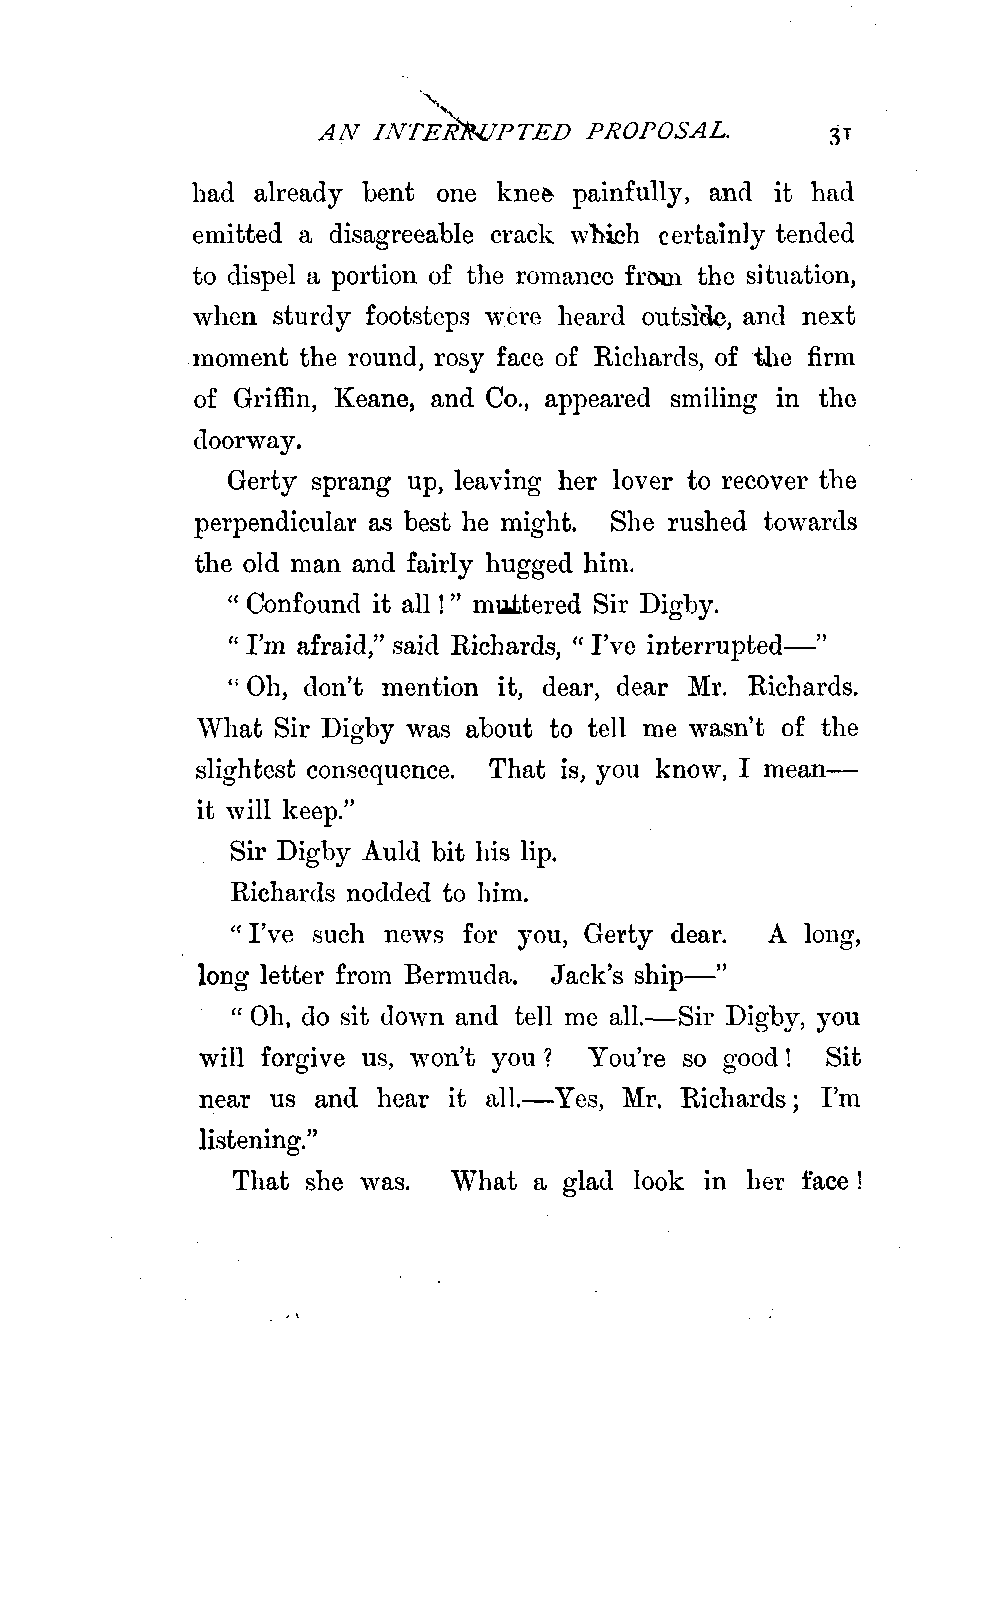 AN INTERRUPTED PROPOSAL. 31
had already bent one knee painfully, and it had
emitted a disagreeable crack which certainly tended
to dispel a portion of the romance from the situation,
when sturdy footsteps were heard outside, and next
moment the round, rosy face of Richards, of the firm
of Griffin, Keane, and Co., appeared smiling in the
doorway.
Gerty sprang up, leaving her lover to recover the
perpendicular as best he might. She rushed towards
the old man and fairly hugged him.
“Confound it all!” muttered Sir Digby.
“I’m afraid,” said Richards, “I’ve interrupted—”
“Oh, don’t mention it, dear, dear Mr. Richards.
What Sir Digby was about to tell me wasn’t of the
slightest consequence. That is, you know, I mean—
it will keep.”
Sir Digby Auld bit his lip.
Richards nodded to him.
“I’ve such news for you, Gerty dear. A long,
long letter from Bermuda. Jack’s ship—”
“Oh, do sit down and tell me all.—Sir Digby, you
will forgive us, won’t you? You’re so good! Sit
near us and hear it all.—Yes, Mr. Richards; I’m
listening.”
That she was. What a glad look in her face!